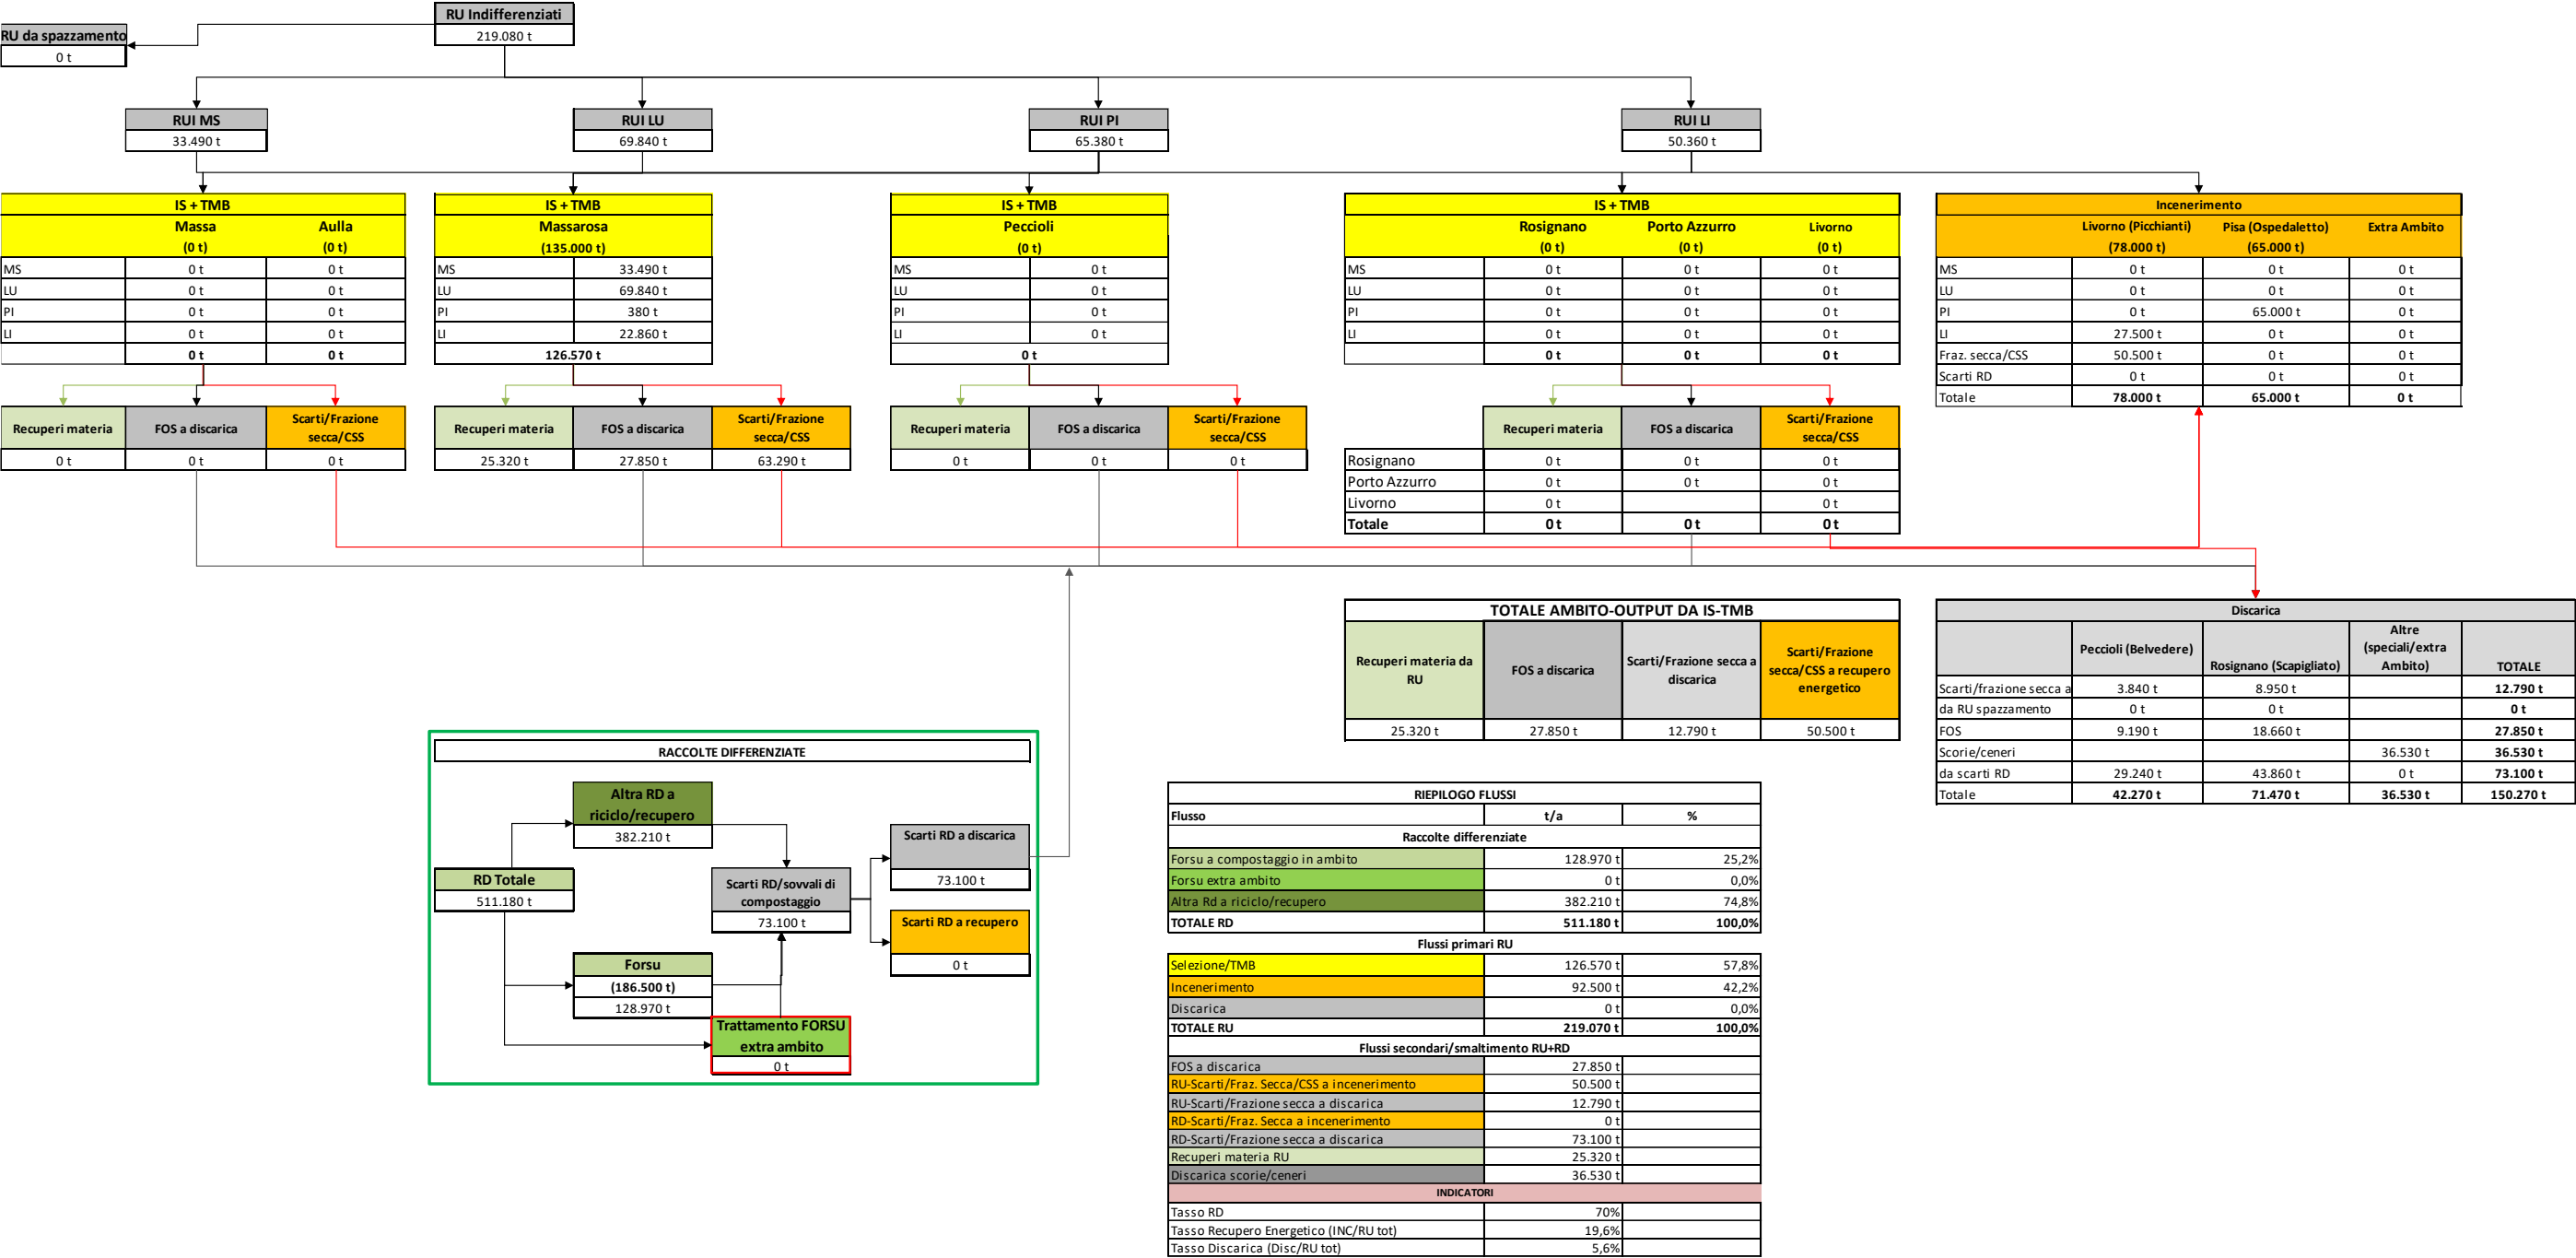 RU Indifferenziati
219.080 t
RU da spazzamento
0 t
RUI MS
33.490 t
RUI LU
69.840 t
RUI PI
65.380 t
RUI LI
50.360 t
IS + TMB
Massa Aulla
(0 t) (0 t)
MS 0 t 0 t
LU 0 t 0 t
PI 0 t 0 t
LI 0 t 0 t
0 t 0 t
Recuperi materia FOS a discarica Scarti/Frazione secca/CSS
0 t 0 t 0 t
IS + TMB
Massarosa
(135.000 t)
MS 33.490 t
LU 69.840 t
PI 380 t
LI 22.860 t
126.570 t
Recuperi materia FOS a discarica Scarti/Frazione secca/CSS
25.320 t 27.850 t 63.290 t
IS + TMB
Peccioli
(0 t)
MS 0 t
LU 0 t
PI 0 t
LI 0 t
0 t
Recuperi materia FOS a discarica Scarti/Frazione secca/CSS
0 t 0 t 0 t
IS + TMB
Rosignano Porto Azzurro Livorno
(0 t) (0 t) (0 t)
MS 0 t 0 t 0 t
LU 0 t 0 t 0 t
PI 0 t 0 t 0 t
LI 0 t 0 t 0 t
0 t 0 t 0 t
Recuperi materia FOS a discarica Scarti/Frazione secca/CSS
Rosignano 0 t 0 t 0 t
Porto Azzurro 0 t 0 t 0 t
Livorno 0 t 0 t
Totale 0 t 0 t 0 t
Incenerimento
Livorno (Picchianti) Pisa (Ospedaletto) Extra Ambito
(78.000 t) (65.000 t)
MS 0 t 0 t 0 t
LU 0 t 0 t 0 t
PI 0 t 65.000 t 0 t
LI 27.500 t 0 t 0 t
Fraz. secca/CSS 50.500 t 0 t 0 t
Scarti RD 0 t 0 t 0 t
Totale 78.000 t 65.000 t 0 t
TOTALE AMBITO-OUTPUT DA IS-TMB
Recuperi materia da RU FOS a discarica Scarti/Frazione secca a discarica Scarti/Frazione secca/CSS a recupero energetico
25.320 t 27.850 t 12.790 t 50.500 t
Discarica
Peccioli (Belvedere) Rosignano (Scapigliato) Altre (speciali/extra Ambito) TOTALE
Scarti/frazione secca a 3.840 t 8.950 t 12.790 t
da RU spazzamento 0 t 0 t 0 t
FOS 9.190 t 18.660 t 27.850 t
Scorie/ceneri 36.530 t 36.530 t
da scarti RD 29.240 t 43.860 t 0 t 73.100 t
Totale 42.270 t 71.470 t 36.530 t 150.270 t
RACCOLTE DIFFERENZIATE
Altra RD a
riciclo/recupero
382.210 t
RD Totale
511.180 t
Scarti RD/sovvali di
compostaggio
73.100 t
Scarti RD a discarica
73.100 t
Scarti RD a recupero
0 t
Forsu
(186.500 t)
128.970 t
Trattamento FORSU
extra ambito
0 t
RIEPILOGO FLUSSI
Flusso t/a %
Raccolte differenziate
Forsu a compostaggio in ambito 128.970 t 25,2%
Forsu extra ambito 0 t 0,0%
Altra Rd a riciclo/recupero 382.210 t 74,8%
TOTALE RD 511.180 t 100,0%
Flussi primari RU
Selezione/TMB 126.570 t 57,8%
Incenerimento 92.500 t 42,2%
Discarica 0 t 0,0%
TOTALE RU 219.070 t 100,0%
Flussi secondari/smaltimento RU+RD
FOS a discarica 27.850 t
RU-Scarti/Fraz. Secca/CSS a incenerimento 50.500 t
RU-Scarti/Frazione secca a discarica 12.790 t
RD-Scarti/Fraz. Secca a incenerimento 0 t
RD-Scarti/Frazione secca a discarica 73.100 t
Recuperi materia RU 25.320 t
Discarica scorie/ceneri 36.530 t
INDICATORI
Tasso RD 70%
Tasso Recupero Energetico (INC/RU tot) 19,6%
Tasso Discarica (Disc/RU tot) 5,6%